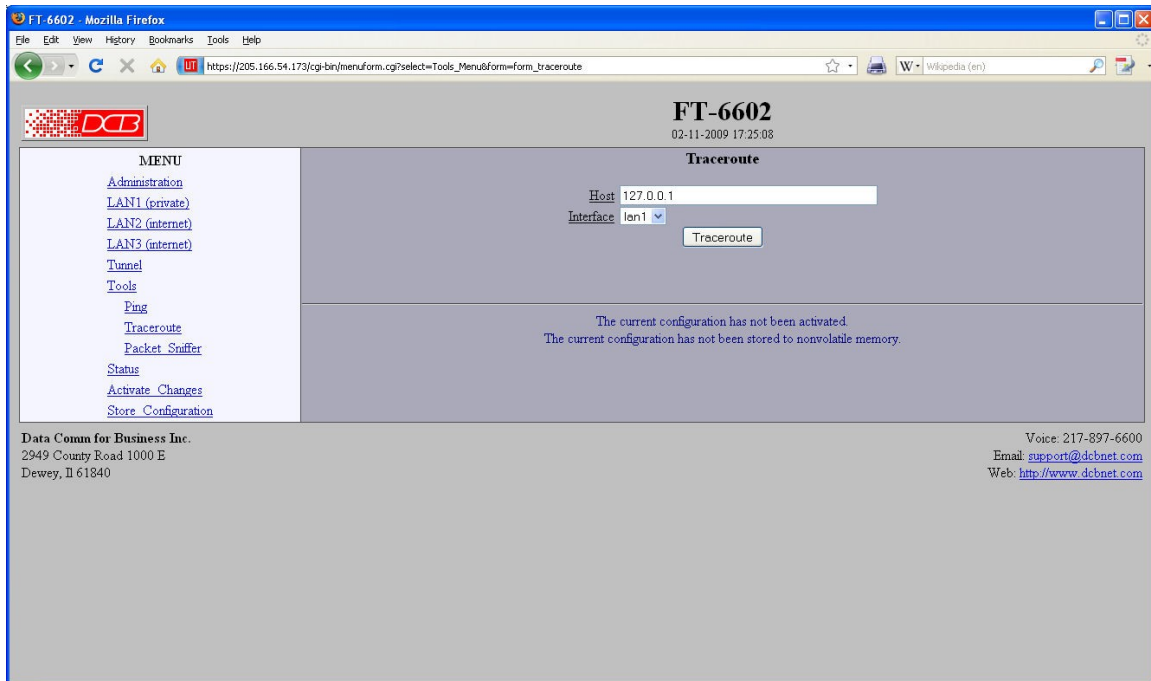 FT-6602 - Mozilla Firefox
File Edit View History Bookmarks Tools Help
UT https://205.166.54.173/cgi-bin/menuform.cgi?select=Tools_Menu&form=form_traceroute
W Wikipedia (en)
DCB
FT-6602
02-11-2009 17:25:08
MENU
Administration
LAN1 (private)
LAN2 (internet)
LAN3 (internet)
Tunnel
Tools
Ping
Traceroute
Packet Sniffer
Status
Activate Changes
Store Configuration
Traceroute
Host 127.0.0.1
Interface lan1
Traceroute
The current configuration has not been activated.
The current configuration has not been stored to nonvolatile memory.
Data Comm for Business Inc.
2949 County Road 1000 E
Dewey, Il 61840
Voice: 217-897-6600
Email: support@dcbnet.com
Web: http://www.dcbnet.com